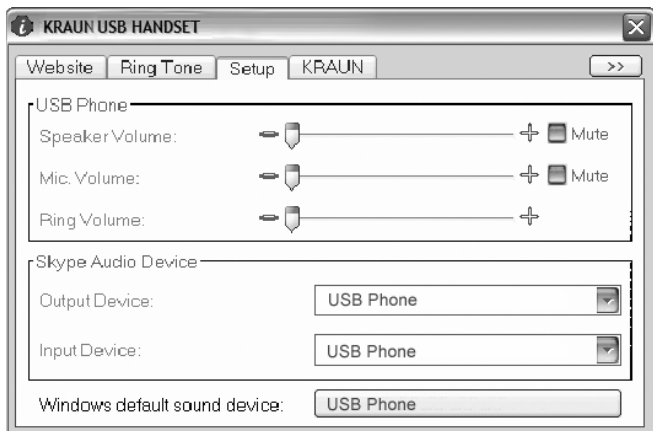 KRAUN USB HANDSET
Website Ring Tone Setup KRAUN >>
USB Phone
Speaker Volume: Mute
Mic. Volume: Mute
Ring Volume:
Skype Audio Device
Output Device: USB Phone
Input Device: USB Phone
Windows default sound device: USB Phone